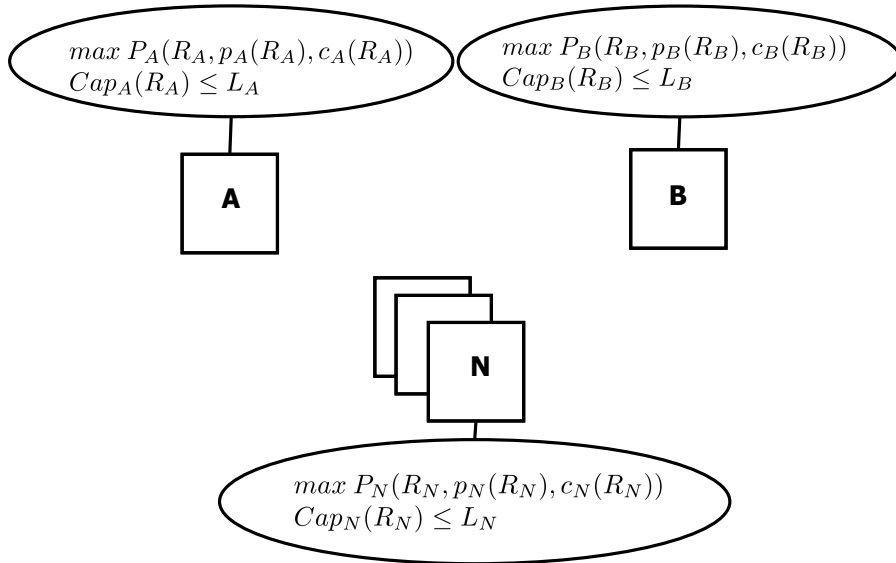 max P_A(R_A, p_A(R_A), c_A(R_A))
Cap_A(R_A) ≤ L_A
max P_B(R_B, p_B(R_B), c_B(R_B))
Cap_B(R_B) ≤ L_B
A
B
N
max P_N(R_N, p_N(R_N), c_N(R_N))
Cap_N(R_N) ≤ L_N